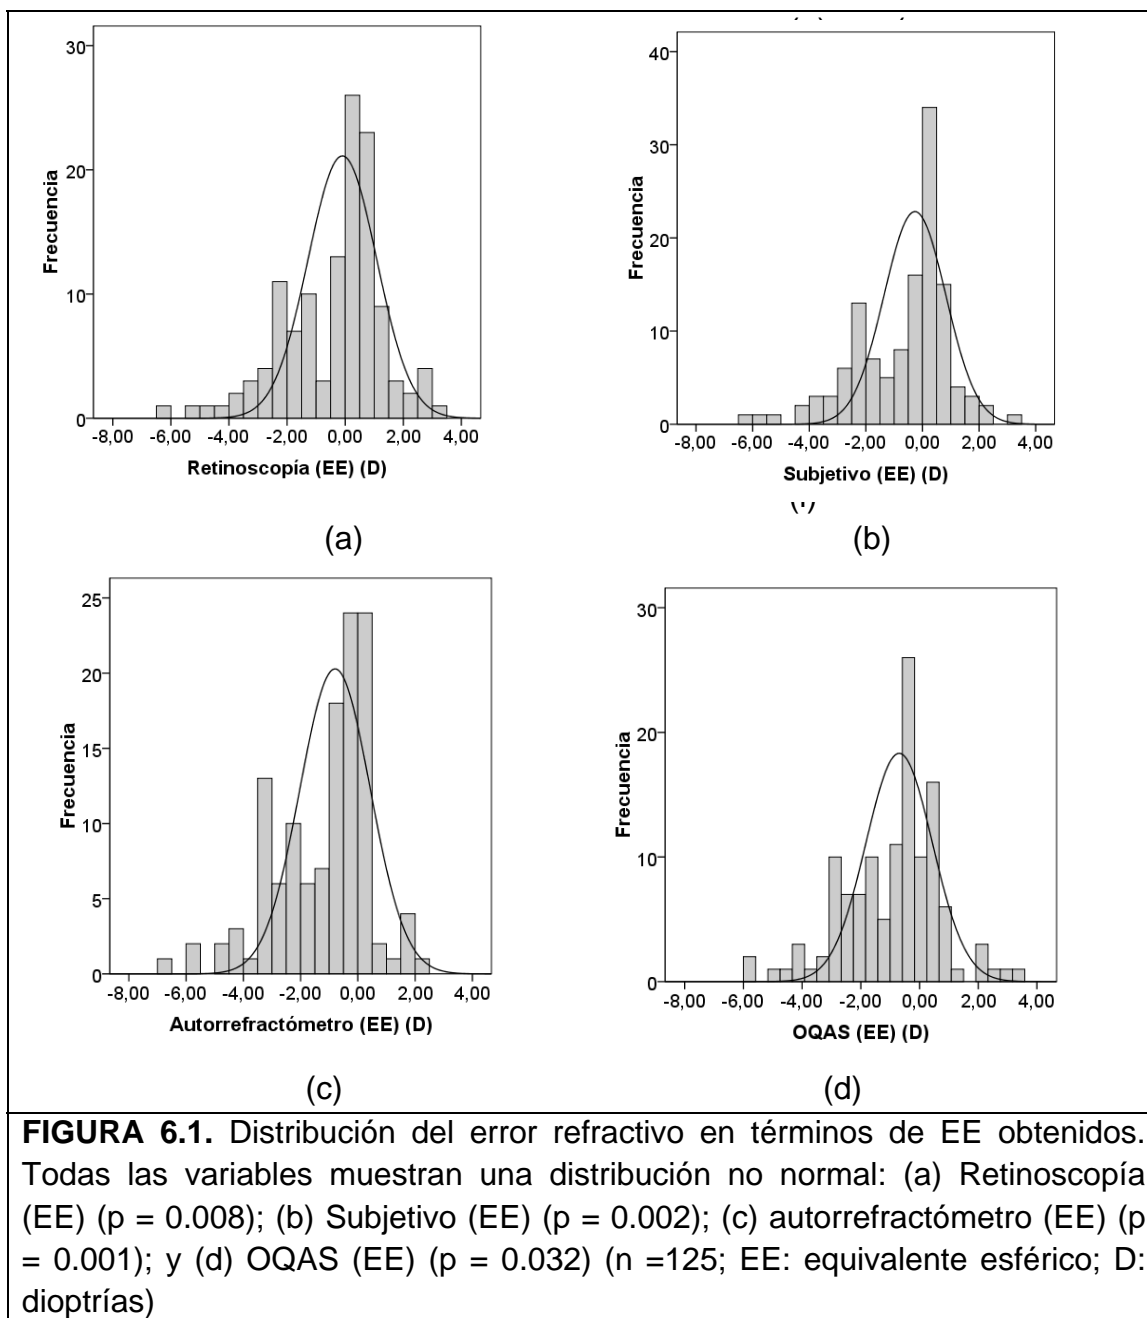 30
20
10
0
Frecuencia
-8,00 -6,00 -4,00 -2,00 0,00 2,00 4,00
Retinoscopía (EE) (D)
(a)
40
30
20
10
0
Frecuencia
-8,00 -6,00 -4,00 -2,00 0,00 2,00 4,00
Subjetivo (EE) (D)
(b)
25
20
15
10
5
0
Frecuencia
-8,00 -6,00 -4,00 -2,00 0,00 2,00 4,00
Autorrefractómetro (EE) (D)
(c)
30
20
10
0
Frecuencia
-8,00 -6,00 -4,00 -2,00 0,00 2,00 4,00
OQAS (EE) (D)
(d)
FIGURA 6.1. Distribución del error refractivo en términos de EE obtenidos.
Todas las variables muestran una distribución no normal: (a) Retinoscopía
(EE) (p = 0.008); (b) Subjetivo (EE) (p = 0.002); (c) autorrefractómetro (EE) (p
= 0.001); y (d) OQAS (EE) (p = 0.032) (n =125; EE: equivalente esférico; D:
dioptrías)